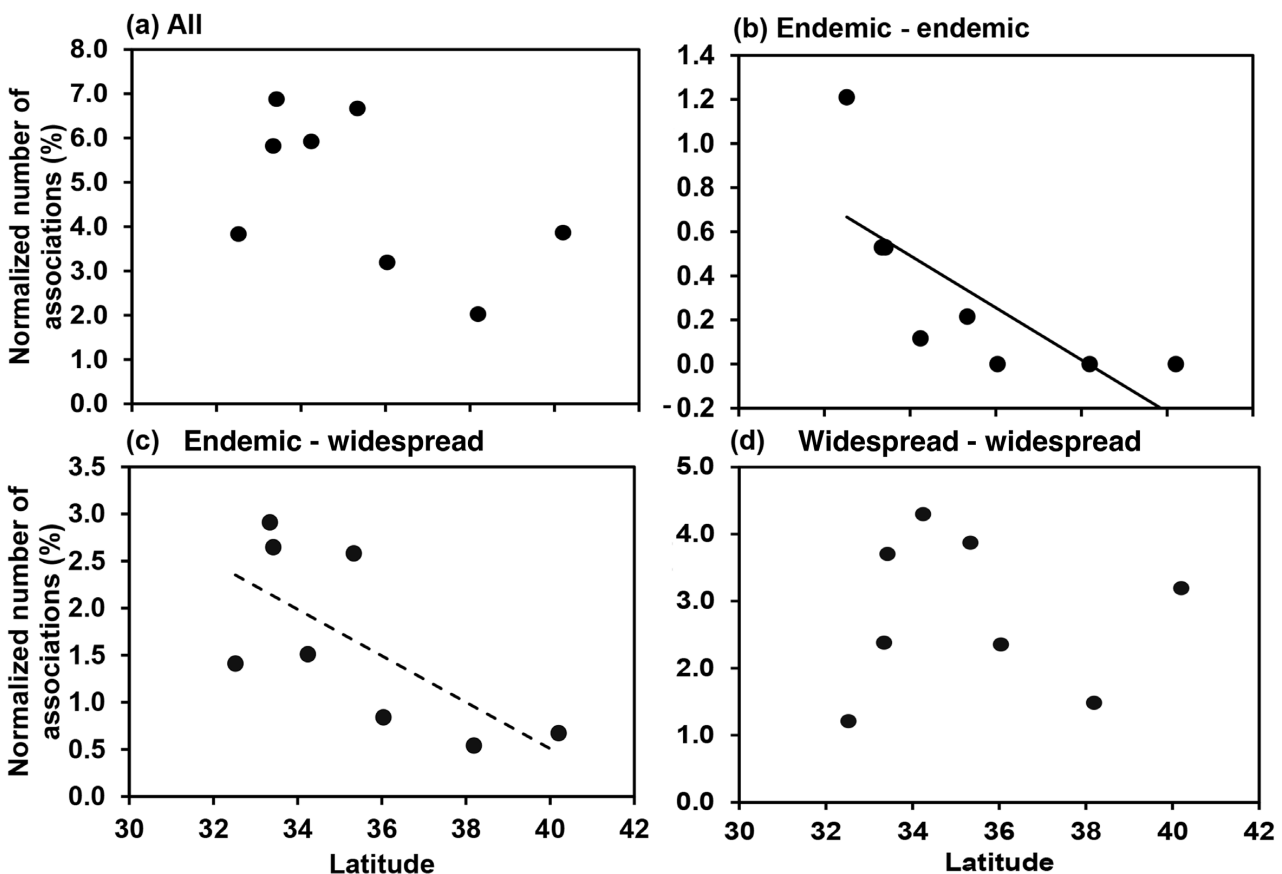 (a) All
Normalized number of
associations (%)
8.0
7.0
6.0
5.0
4.0
3.0
2.0
1.0
0.0
(b) Endemic - endemic
1.4
1.2
1.0
0.8
0.6
0.4
0.2
0.0
-0.2
(c) Endemic - widespread
Normalized number of
associations (%)
3.5
3.0
2.5
2.0
1.5
1.0
0.5
0.0
30 32 34 36 38 40 42
Latitude
(d) Widespread - widespread
5.0
4.0
3.0
2.0
1.0
0.0
30 32 34 36 38 40 42
Latitude